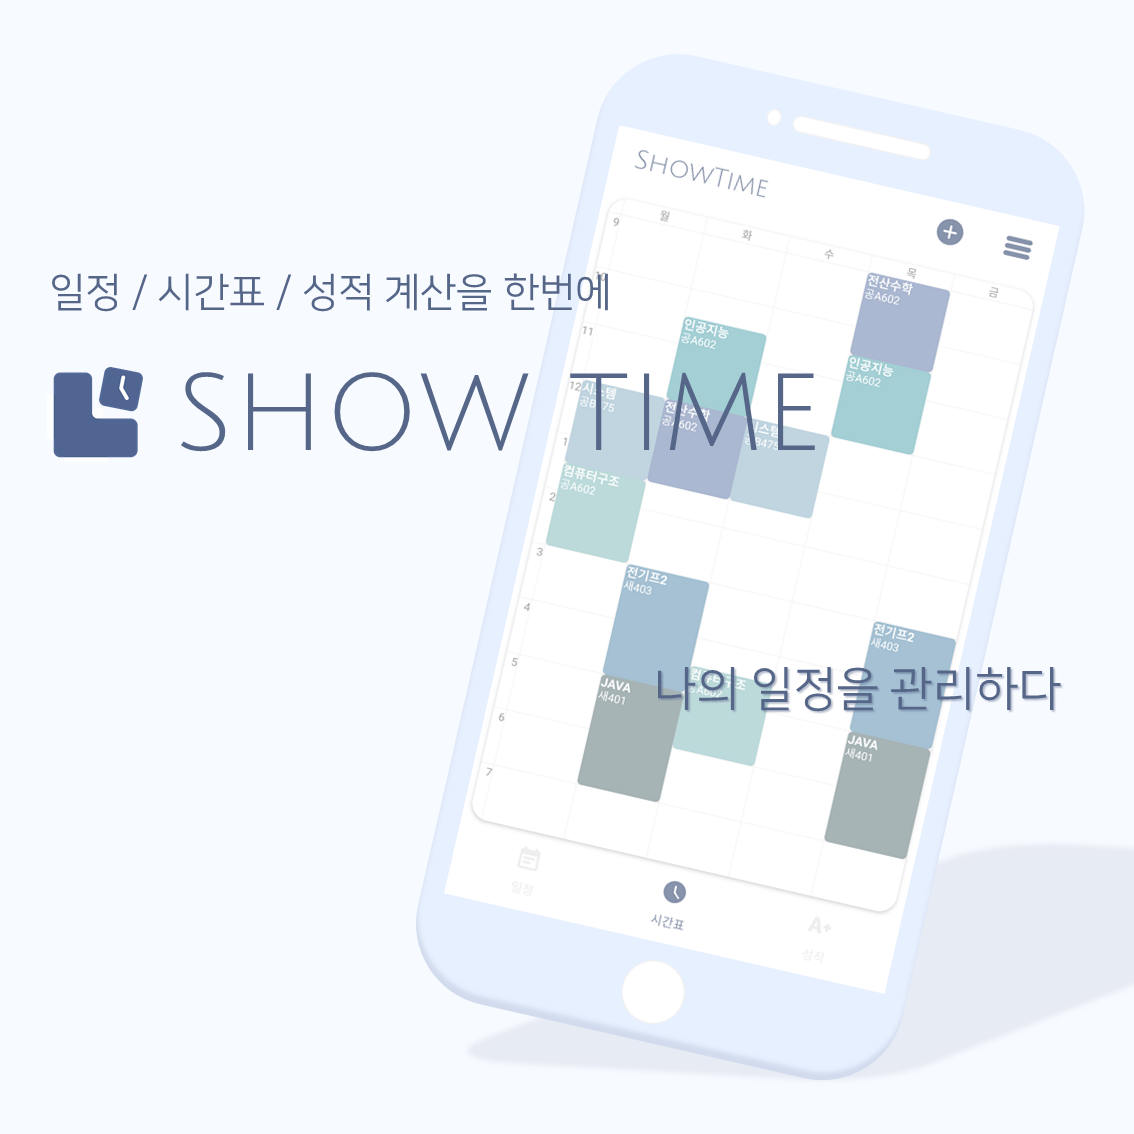 SHOWTIME
월 화 수 목 금
9
10
11
12
1
2
3
4
5
6
7
전산수학
공A602
인공지능
공A602
인공지능
공A602
시스템
공B475
전산수학
공A602
시스템
공B475
컴퓨터구조
공A602
전기프2
새403
전기프2
새403
컴퓨터구조
공A602
JAVA
새401
JAVA
새401
일정 시간표 성적
A+
일정 / 시간표 / 성적 계산을 한번에
SHOW TIME
나의 일정을 관리하다